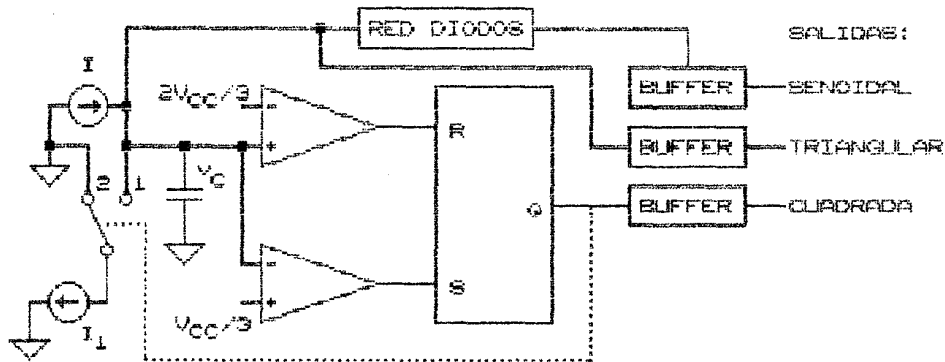 RED DIODOS
SALIDAS:
I
2VCC/3
BUFFER
SENOIDAL
R
BUFFER
TRIANGULAR
2
1
VC
Q
BUFFER
CUADRADA
S
I1
VCC/3